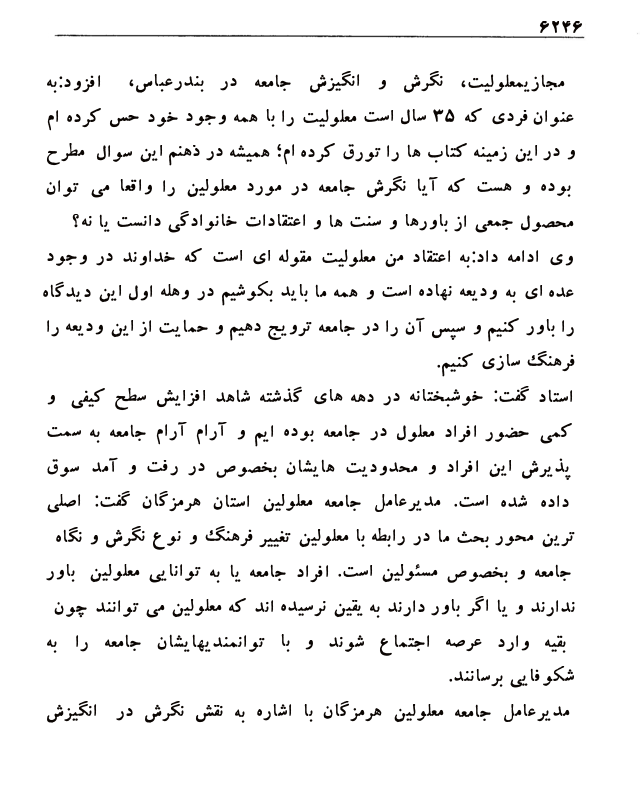 ۶۲۴۶
مجازیمعلولیت، نگرش و انگیزش جامعه در بندرعباس، افزود:به
عنوان فردی که ۳۵ سال است معلولیت را با همه وجود خود حس کرده ام
و در این زمینه کتاب ها را تورق کرده ام؛ همیشه در ذهنم این سوال مطرح
بوده و هست که آیا نگرش جامعه در مورد معلولین را واقعا می توان
محصول جمعی از باورها و سنت ها و اعتقادات خانوادگی دانست یا نه؟
وی ادامه داد:به اعتقاد من معلولیت مقوله ای است که خداوند در وجود
عده ای به ودیعه نهاده است و همه ما باید بکوشیم در وهله اول این دیدگاه
را باور کنیم و سپس آن را در جامعه ترویج دهیم و حمایت از این ودیعه را
فرهنگ سازی کنیم.
استاد گفت: خوشبختانه در دهه های گذشته شاهد افزایش سطح کیفی و
کمی حضور افراد معلول در جامعه بوده ایم و آرام آرام جامعه به سمت
پذیرش این افراد و محدودیت هایشان بخصوص در رفت و آمد سوق
داده شده است. مدیرعامل جامعه معلولین استان هرمزگان گفت: اصلی
ترین محور بحث ما در رابطه با معلولین تغییر فرهنگ و نوع نگرش و نگاه
جامعه و بخصوص مسئولین است. افراد جامعه یا به توانایی معلولین باور
ندارند و یا اگر باور دارند به یقین نرسیده اند که معلولین می توانند چون
بقیه وارد عرصه اجتماع شوند و با توانمندیهایشان جامعه را به
شکوفایی برسانند.
مدیرعامل جامعه معلولین هرمزگان با اشاره به نقش نگرش در انگیزش